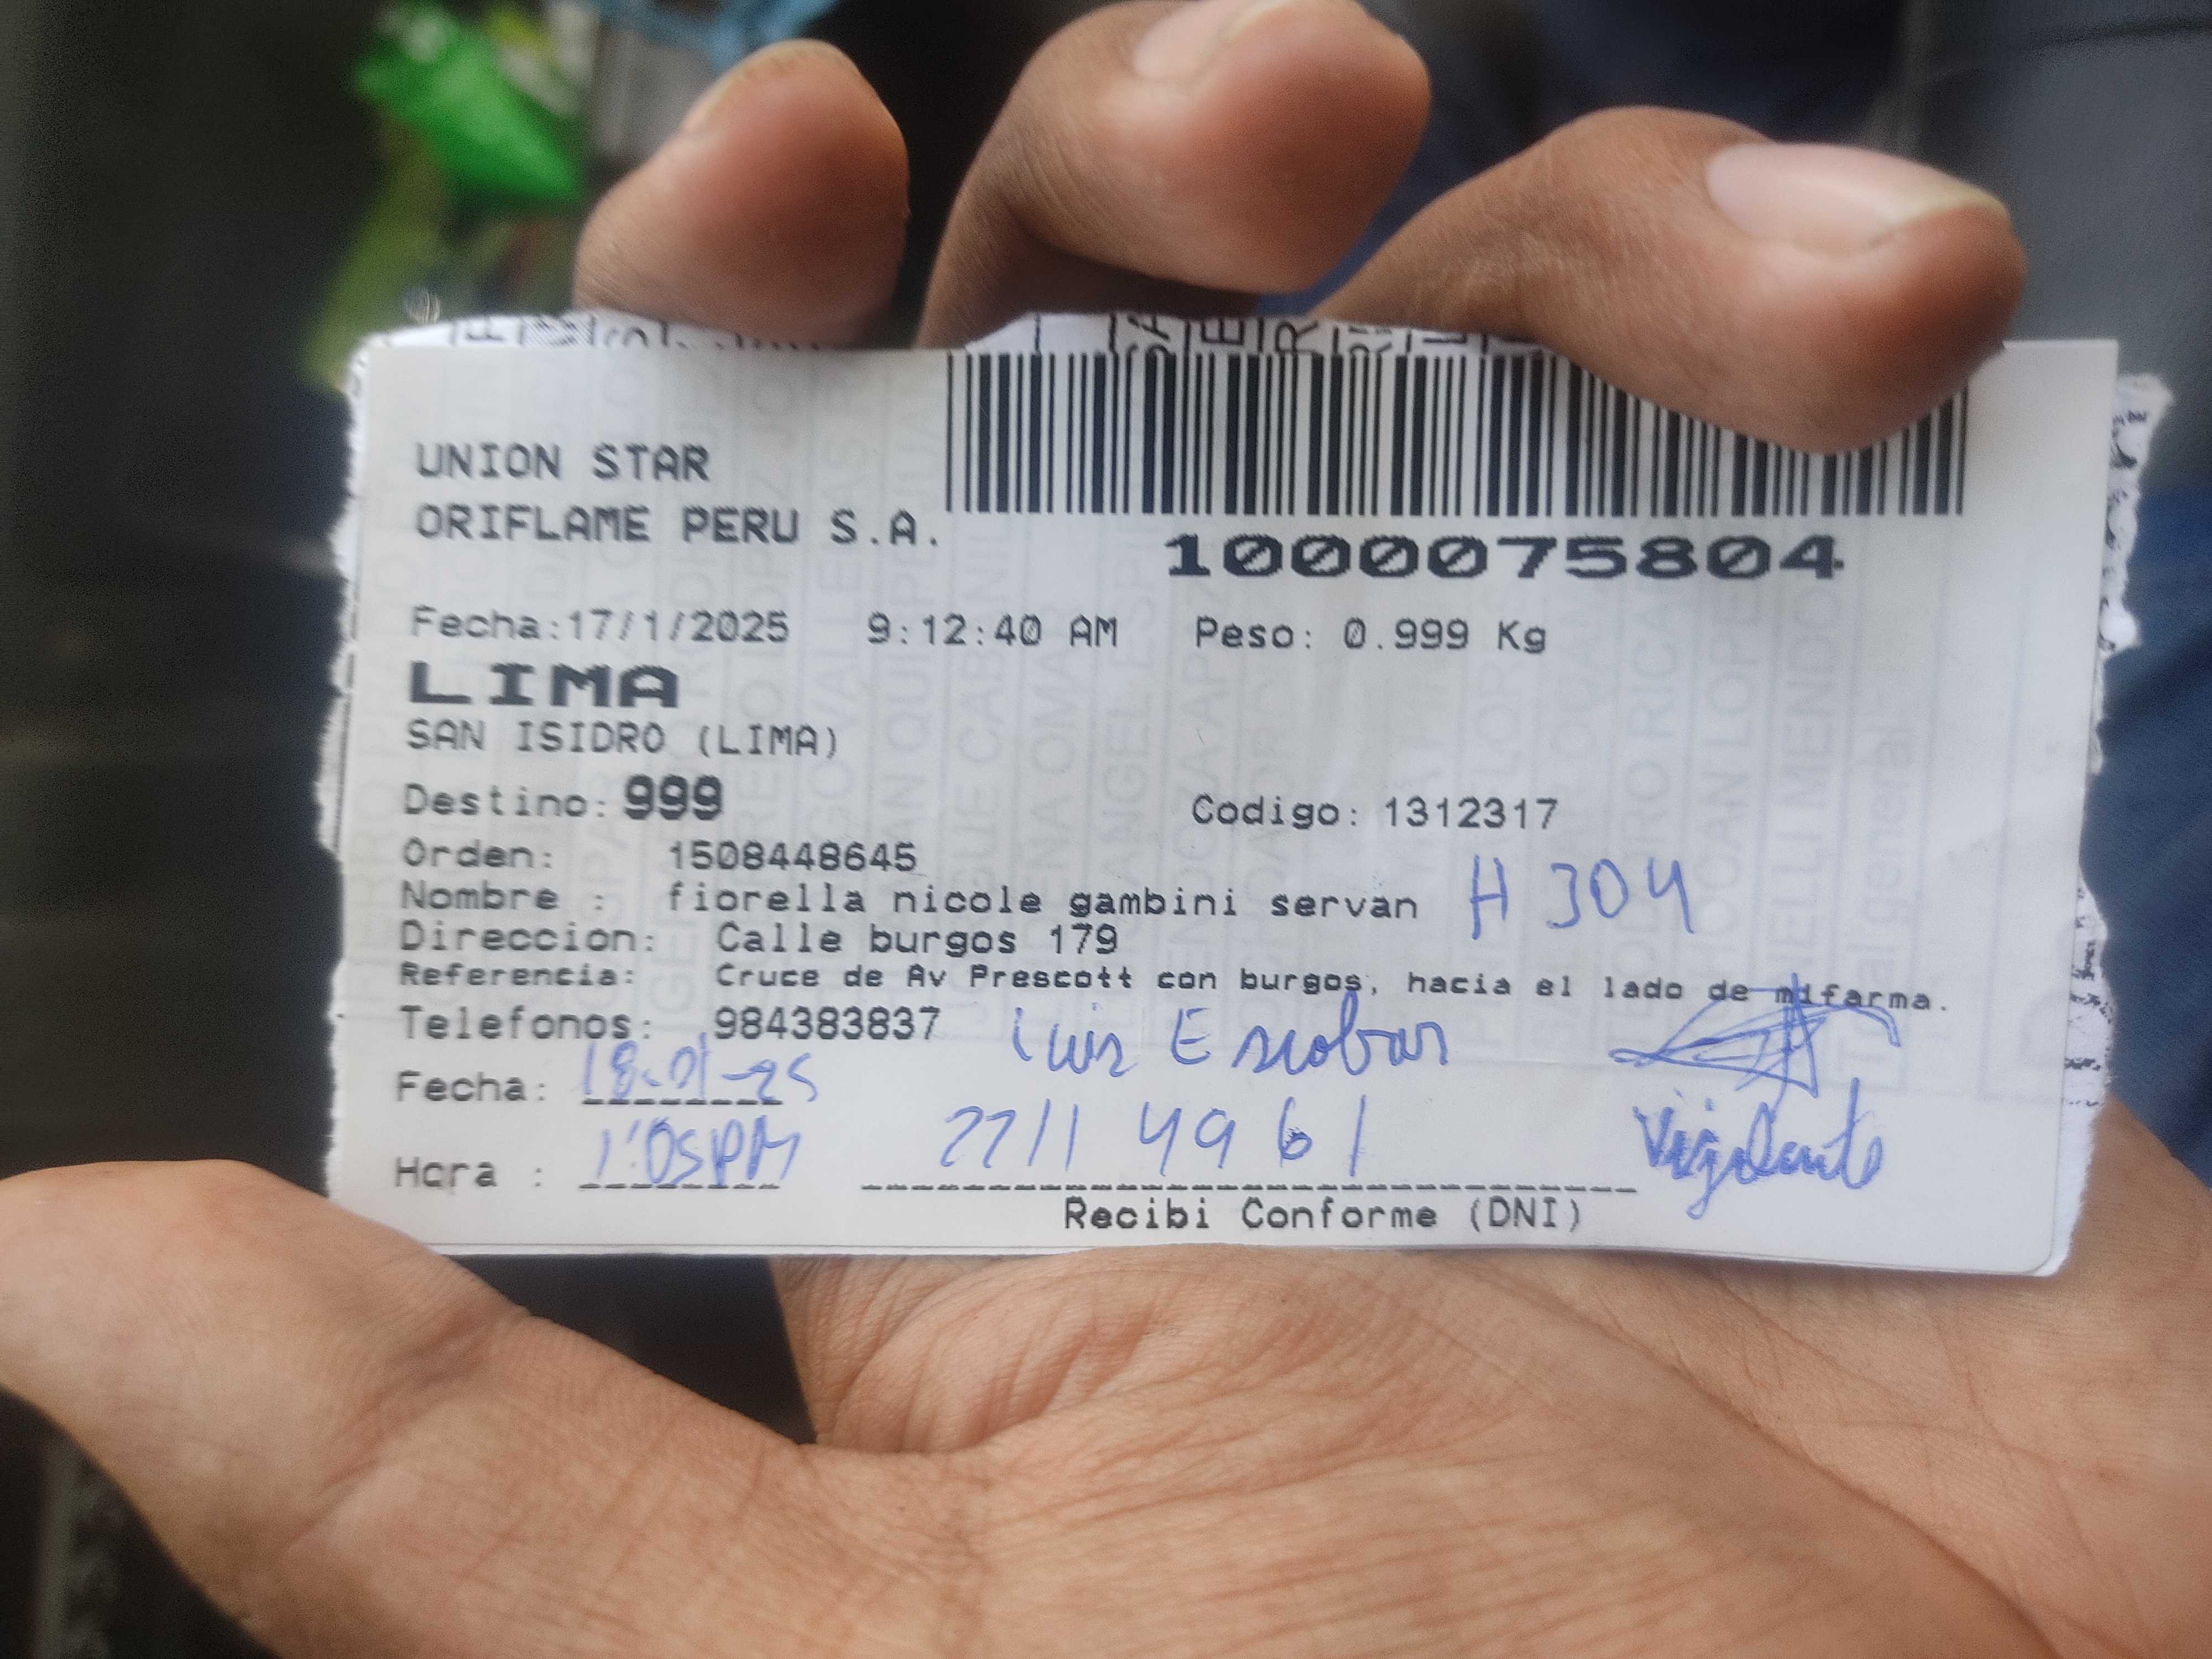 UNION STAR
ORIFLAME PERU S.A.
1000075804
Fecha:17/1/2025 9:12:40 AM Peso: 0.999 Kg
LIMA
SAN ISIDRO (LIMA)
Destino: 999 Codigo: 1312317
Orden: 1508448645
Nombre : fiorella nicole gambini servan H 304
Direccion: Calle burgos 179
Referencia: Cruce de Av Prescott con burgos, hacia el lado de mifarma.
Telefonos: 984383837 Luis Escobar
Fecha: 18-01-25
Hora : 1:05PM 22114961 Vigilante
Recibi Conforme (DNI)